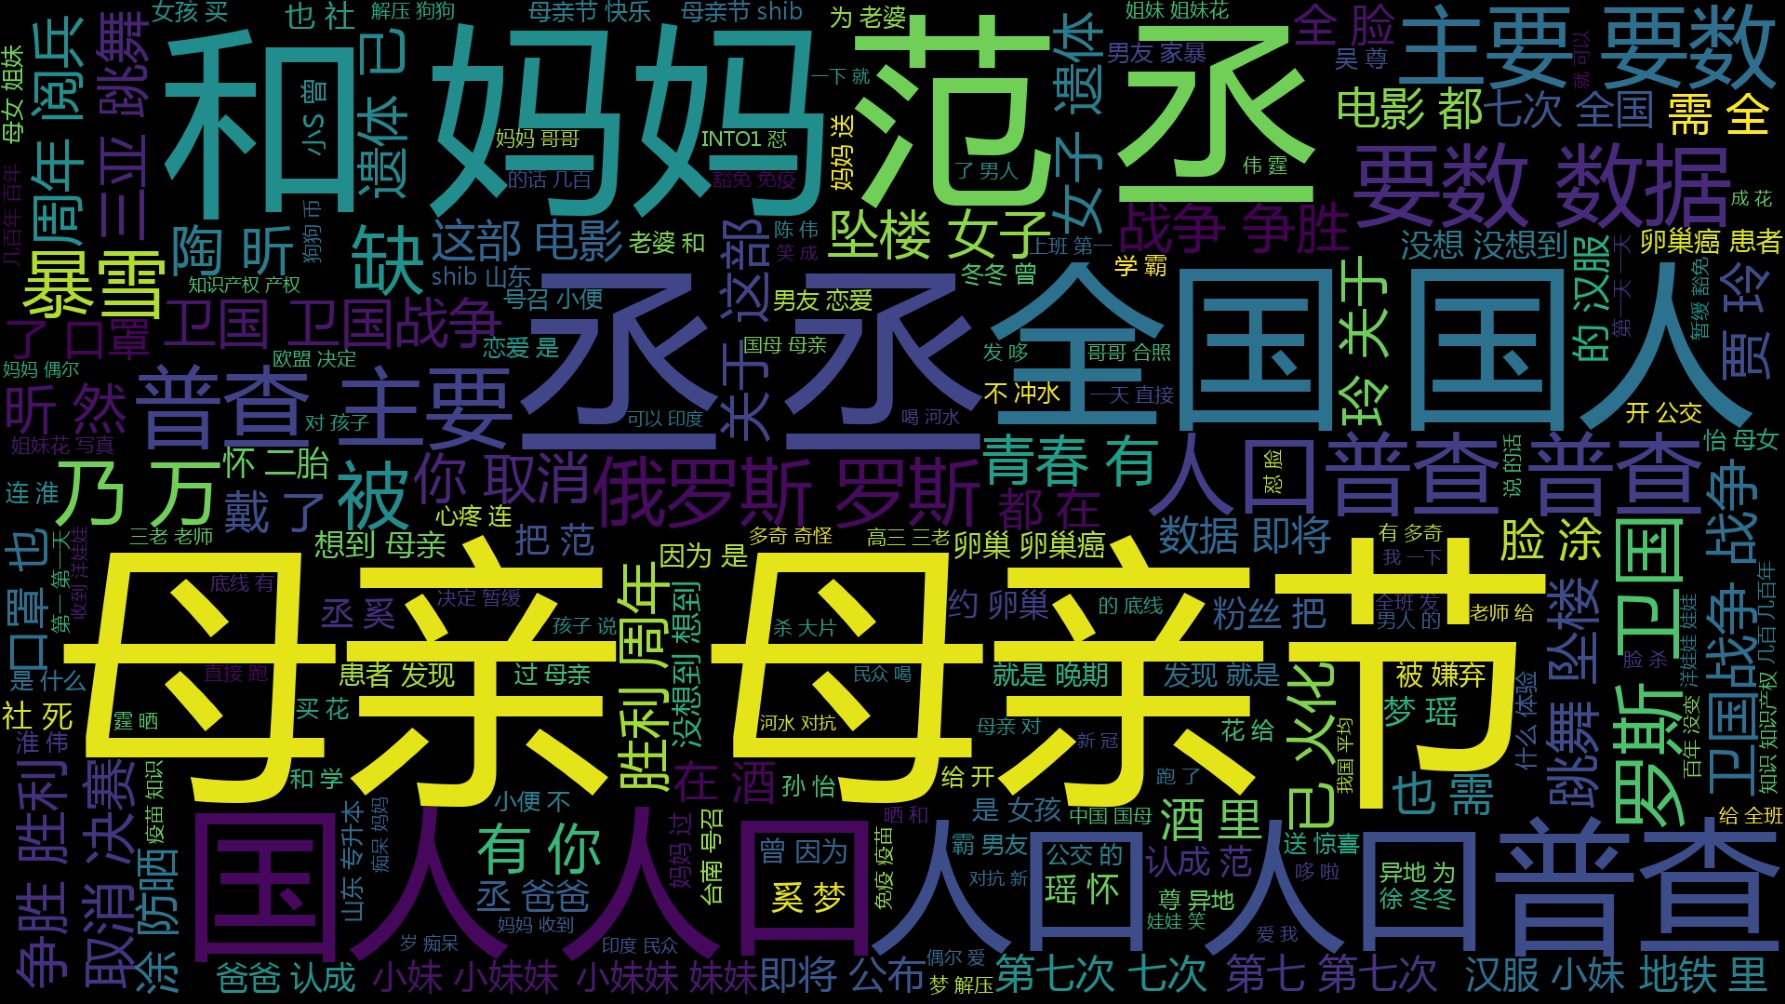 女孩 买
也 社
解压 狗狗
母亲节 快乐
母亲节 shib
为 老婆
姐妹 姐妹花
全 脸
主要 要数
周年 阅兵
三亚 跳舞
和 妈妈
遗体 已
小S 曾
范 丞
女子 遗体
男友 家暴
吴 尊
就 可以
母女 姐妹
一下 就
妈妈 哥哥
INTO1 怼
妈妈 送
的话 几百
豁免 免疫
了 男人
伟 霆
电影 都
七次 全国
需 全
要数 数据
成 花
几百年 百年
陶 昕
狗狗 币
缺
这部 电影
老婆 和
陈 伟
笑 成
坠楼 女子
上班 第一
战争 争胜
没想 没想到
卵巢癌 患者
暴雪
知识产权 产权
shib 山东
号召 小便
丞 丞
这部 关于
男友 恋爱
冬冬 曾
学 霸
全国 国人
玲 关于
的 汉服
第一天 一天
暂缓 豁免
贾 玲
了 口罩
卫国 卫国战争
欧盟 决定
恋爱 是
国母 母亲
发 哆
哥哥 合照
妈妈 偶尔
昕 然
普查 主要
对 孩子
可以 印度
喝 河水
不 冲水
一天 直接
开 公交
姐妹花 写真
乃 万
怀 二胎
被
你 取消
俄罗斯 罗斯
青春 有
人口 普查 普查
怼 脸
说 的话
怡 母女
连 淮
戴 了
心疼 连
都 在
卫国战争 战争
口罩 也
三老 老师
第一 第一天
收到 洋娃娃
想到 母亲
把 范
多奇 奇怪
因为 是
高三 三老
卵巢 卵巢癌
数据 即将
有 多奇
我 一下
脸 涂
罗斯 卫国
底线 有
丞 奚
决定 暂缓
孩子 说
胜利 周年
没想到 想到
杀 大片
约 卵巢
的 底线
粉丝 把
全班 发
男人 的
老师 给
跳舞 坠楼
母亲 母亲节
是 什么
直接 跑
患者 发现
过 母亲
民众 喝
就是 晚期
发现 就是
已 火化
被 嫌弃
脸 杀
百年 没变
洋娃娃 娃娃
知识 知识产权
几百 几百年
社 死
霆 晒
买 花
河水 对抗
母亲 对
新 冠
花 给
我国 平均
梦 瑶
什么 体验
淮 伟
争胜 胜利
取消 决赛
疫苗 知识
和 学
在 酒
孙 怡
给 开
跑 了
也 需
涂 防晒
山东 专升本
痴呆 妈妈
小便 不
有 你
妈妈 过
台南 号召
晒 和
免疫 疫苗
是 女孩
中国 国母
酒 里
给 全班
国人 人口
曾 因为
霸 男友
公交 的
认成 范
送 惊喜
异地 为
人口 人口 普查
丞 爸爸
奚 梦
对抗 新
瑶 怀
尊 异地
徐 冬冬
哆 啦
妈妈 收到
娃娃 笑
岁 痴呆
印度 民众
爱 我
爸爸 认成
小妹 小妹妹
小妹妹 妹妹
即将 公布
偶尔 爱
梦 解压
第七次 七次
第七 第七次
汉服 小妹
地铁 里